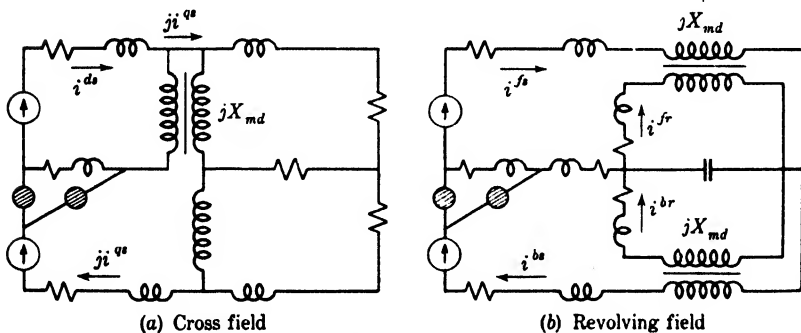 ji^{qs}
i^{ds}
jX_{md}
ji^{qs}
(a) Cross field
jX_{md}
i^{fs}
i^{fr}
i^{br}
jX_{md}
i^{bs}
(b) Revolving field